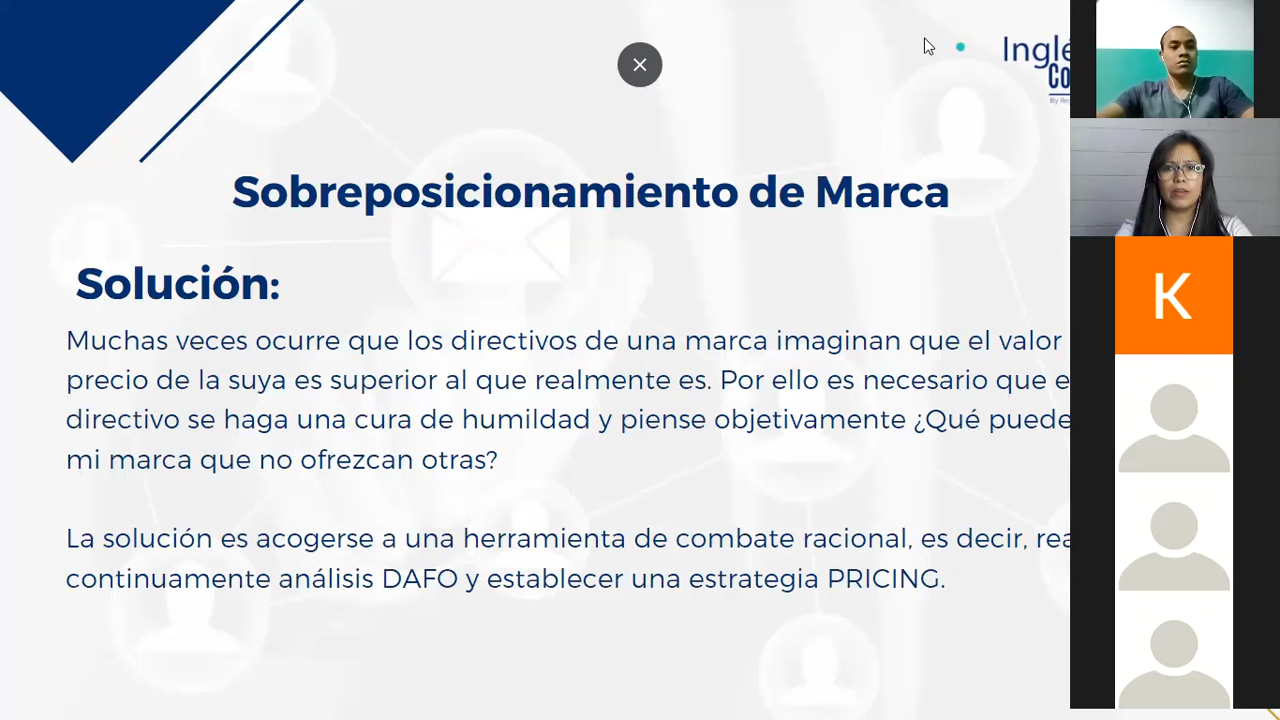 Inglé
Co
By Reg
Sobreposicionamiento de Marca
Solución:
Muchas veces ocurre que los directivos de una marca imaginan que el valor
precio de la suya es superior al que realmente es. Por ello es necesario que e
directivo se haga una cura de humildad y piense objetivamente ¿Qué puede
mi marca que no ofrezcan otras?
La solución es acogerse a una herramienta de combate racional, es decir, rea
continuamente análisis DAFO y establecer una estrategia PRICING.
K